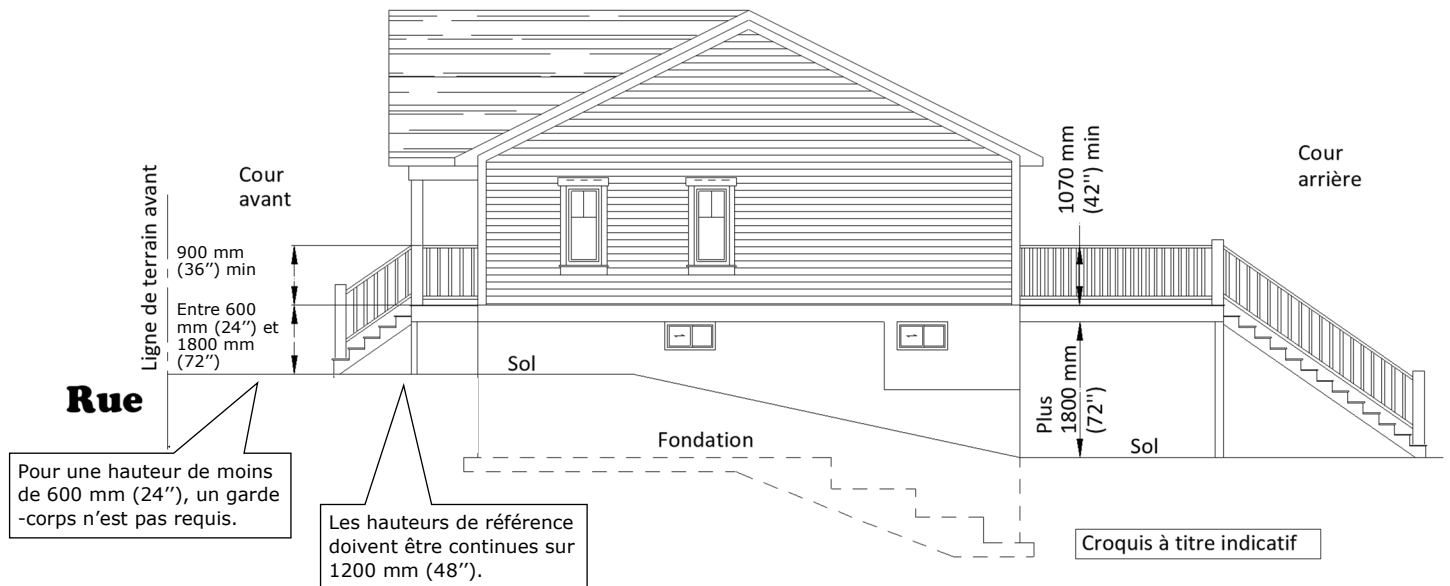 Ligne de terrain avant
Cour
avant
900 mm
(36’’) min
Entre 600
mm (24’’) et
1800 mm
(72’’)
Rue
Sol
Fondation
1070 mm
(42'') min
Cour
arrière
Plus
1800 mm
(72'')
Sol
Pour une hauteur de moins
de 600 mm (24’’), un garde
-corps n’est pas requis.
Les hauteurs de référence
doivent être continues sur
1200 mm (48’’).
Croquis à titre indicatif